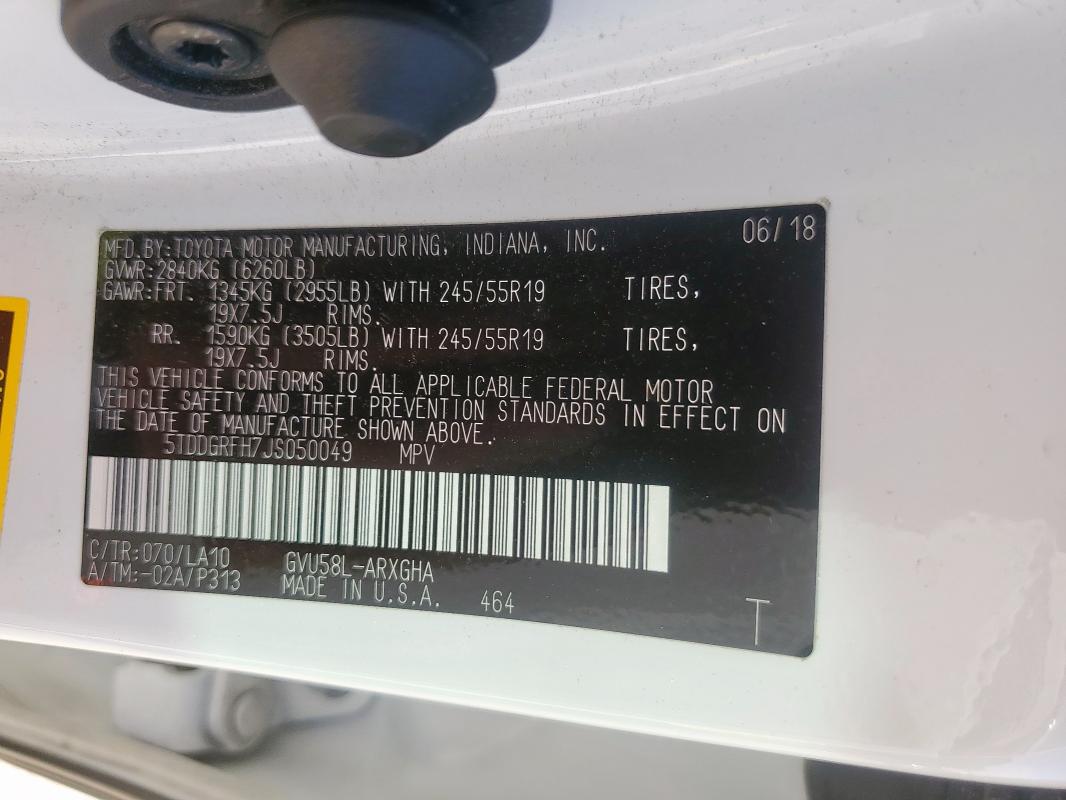 MFD.BY:TOYOTA MOTOR MANUFACTURING, INDIANA, INC. 06/18
GVWR:2840KG (6260LB)
GAWR:FRT. 1345KG (2955LB) WITH 245/55R19 TIRES,
19X7.5J RIMS.
RR. 1590KG (3505LB) WITH 245/55R19 TIRES,
19X7.5J RIMS.
THIS VEHICLE CONFORMS TO ALL APPLICABLE FEDERAL MOTOR
VEHICLE SAFETY AND THEFT PREVENTION STANDARDS IN EFFECT ON
THE DATE OF MANUFACTURE SHOWN ABOVE.
5TDDGRFH7JS050049 MPV
C/TR:070/LA10 GVU58L-ARXGHA
A/TM:-02A/P313 MADE IN U.S.A. 464
T